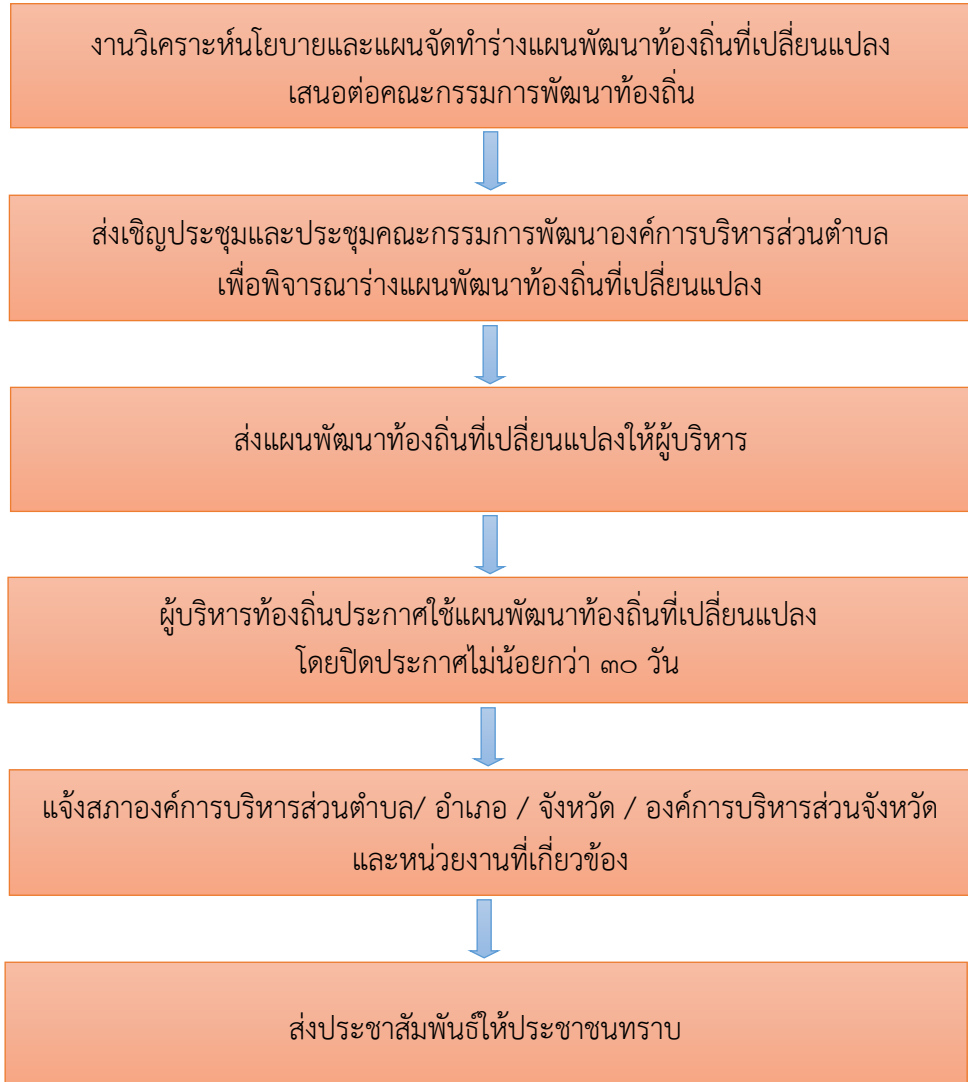 งานวิเคราะห์นโยบายและแผนจัดทำร่างแผนพัฒนาท้องถิ่นที่เปลี่ยนแปลง
เสนอต่อคณะกรรมการพัฒนาท้องถิ่น
ส่งเชิญประชุมและประชุมคณะกรรมการพัฒนาองค์การบริหารส่วนตำบล
เพื่อพิจารณาร่างแผนพัฒนาท้องถิ่นที่เปลี่ยนแปลง
ส่งแผนพัฒนาท้องถิ่นที่เปลี่ยนแปลงให้ผู้บริหาร
ผู้บริหารท้องถิ่นประกาศใช้แผนพัฒนาท้องถิ่นที่เปลี่ยนแปลง
โดยปิดประกาศไม่น้อยกว่า ๓๐ วัน
แจ้งสภาองค์การบริหารส่วนตำบล/ อำเภอ / จังหวัด / องค์การบริหารส่วนจังหวัด
และหน่วยงานที่เกี่ยวข้อง
ส่งประชาสัมพันธ์ให้ประชาชนทราบ